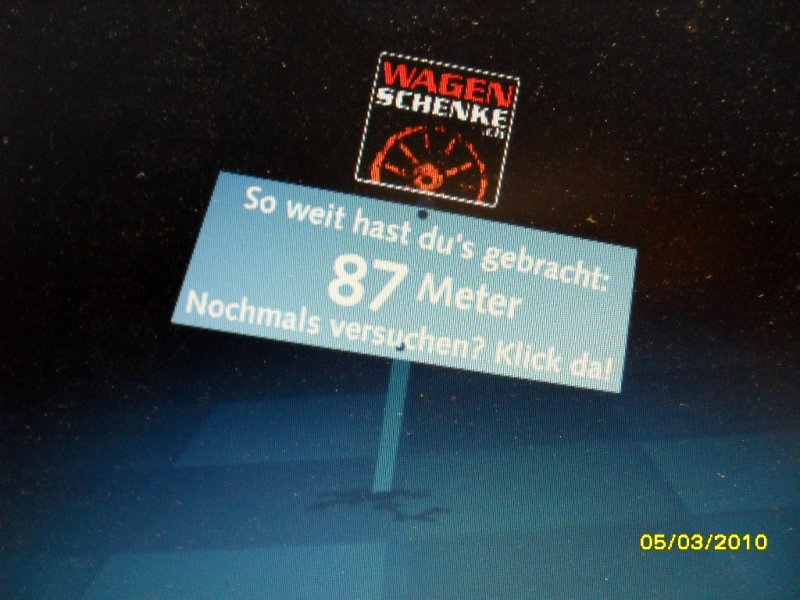 WAGEN
SCHENKE
.ch
So weit hast du's gebracht:
87 Meter
Nochmals versuchen? Klick da!
05/03/2010